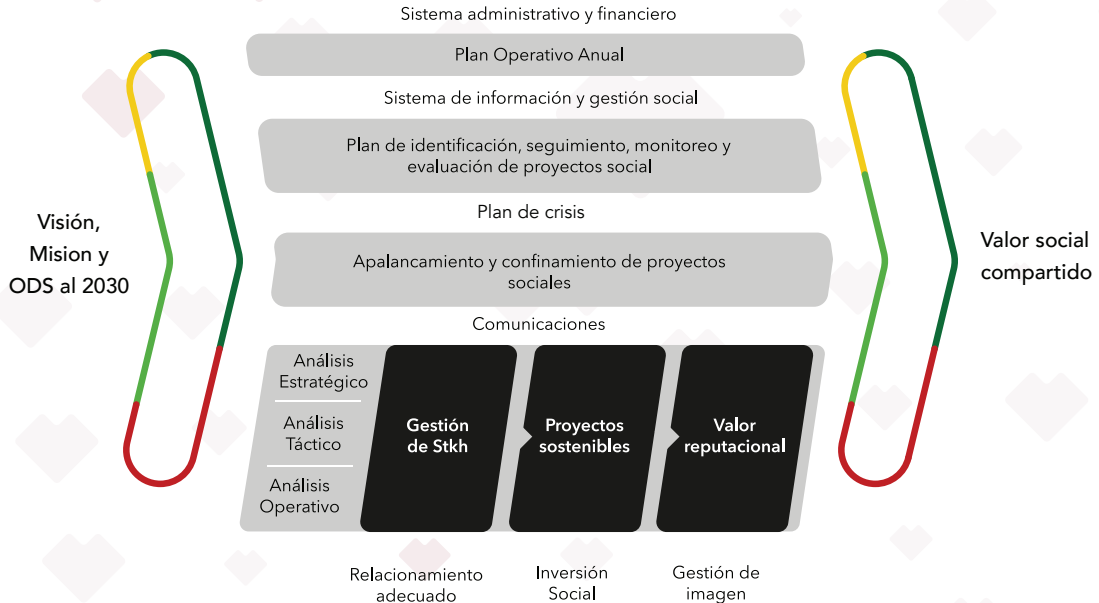 Sistema administrativo y financiero
Plan Operativo Anual
Sistema de información y gestión social
Plan de identificación, seguimiento, monitoreo y
evaluación de proyectos social
Plan de crisis
Apalancamiento y confinamiento de proyectos
sociales
Comunicaciones
Visión,
Mision y
ODS al 2030
Valor social
compartido
Análisis
Estratégico
Análisis
Táctico
Análisis
Operativo
Gestión
de Stkh
Proyectos
sostenibles
Valor
reputacional
Relacionamiento
adecuado
Inversión
Social
Gestión de
imagen